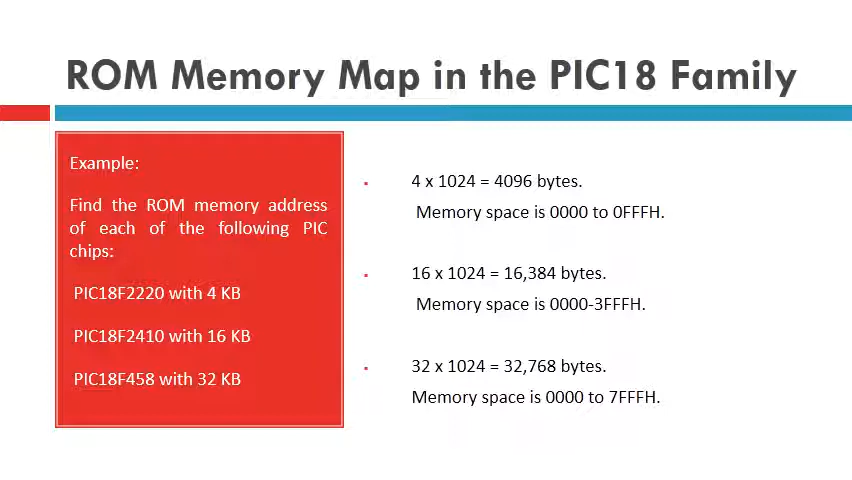 ROM Memory Map in the PIC18 Family
Example:
Find the ROM memory address
of each of the following PIC
chips:
PIC18F2220 with 4 KB
PIC18F2410 with 16 KB
PIC18F458 with 32 KB
4 x 1024 = 4096 bytes.
Memory space is 0000 to 0FFFH.
16 x 1024 = 16,384 bytes.
Memory space is 0000-3FFFH.
32 x 1024 = 32,768 bytes.
Memory space is 0000 to 7FFFH.